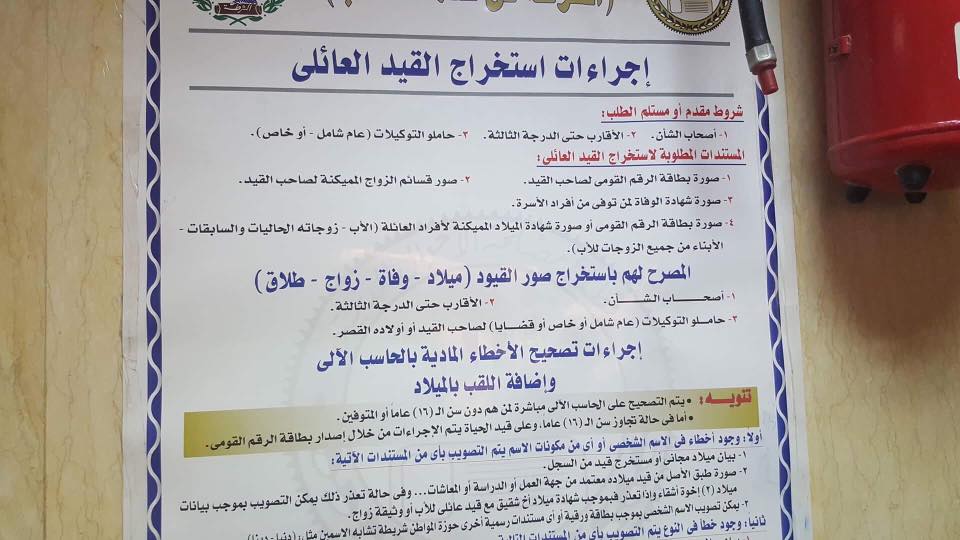 إجراءات استخراج القيد العائلى
شروط مقدم أو مستلم الطلب:
١- أصحاب الشأن. ٢- الأقارب حتى الدرجة الثالثة. ٣- حاملو التوكيلات (عام شامل - أو خاص).
المستندات المطلوبة لاستخراج القيد العائلى:
١- صورة بطاقة الرقم القومى لصاحب القيد. ٢- صور قسائم الزواج المميكنة لصاحب القيد.
٣- صورة شهادة الوفاة لمن توفى من أفراد الأسرة.
٤- صورة بطاقة الرقم القومى أو صورة شهادة الميلاد المميكنة لأفراد العائلة (الأب - زوجاته الحاليات والسابقات -
الأبناء من جميع الزوجات للأب).
المصرح لهم باستخراج صور القيود (ميلاد - وفاة - زواج - طلاق)
١- أصحاب الشأن. ٢- الأقارب حتى الدرجة الثالثة.
٣- حاملو التوكيلات (عام شامل أو خاص أو قضايا) لصاحب القيد أو أولاده القصر.
إجراءات تصحيح الأخطاء المادية بالحاسب الآلى
وإضافة اللقب بالميلاد
تنويه: • يتم التصحيح على الحاسب الآلى مباشرة لمن هم دون سن الـ (١٦) عاماً أو المتوفين.
• أما فى حالة تجاوز سن الـ (١٦) عاما، وعلى قيد الحياة يتم الإجراءات من خلال إصدار بطاقة الرقم القومى.
أولاً: وجود أخطاء فى الاسم الشخصى أو أى من مكونات الاسم يتم التصويب بأى من المستندات الآتية:
١- بيان ميلاد مجانى أو مستخرج قيد من السجل.
- صورة طبق الأصل من قيد ميلاده معتمد من جهة العمل أو الدراسة أو المعاشات... وفى حالة تعذر ذلك يمكن التصويب بموجب بيانات
ميلاد (٢) إخوة أشقاء وإذا تعذر فبموجب شهادة ميلاد أخ شقيق مع قيد عائلى للأب أو وثيقة زواج.
٢- يمكن تصويب الاسم الشخصى بموجب بطاقة ورقية أو أى مستندات رسمية أخرى حوزة المواطن شريطة تشابه الاسمين مثل: (دنيا - دينا)
ثانياً: وجود خطأ فى النوع يتم التصويب بأى من المستندات